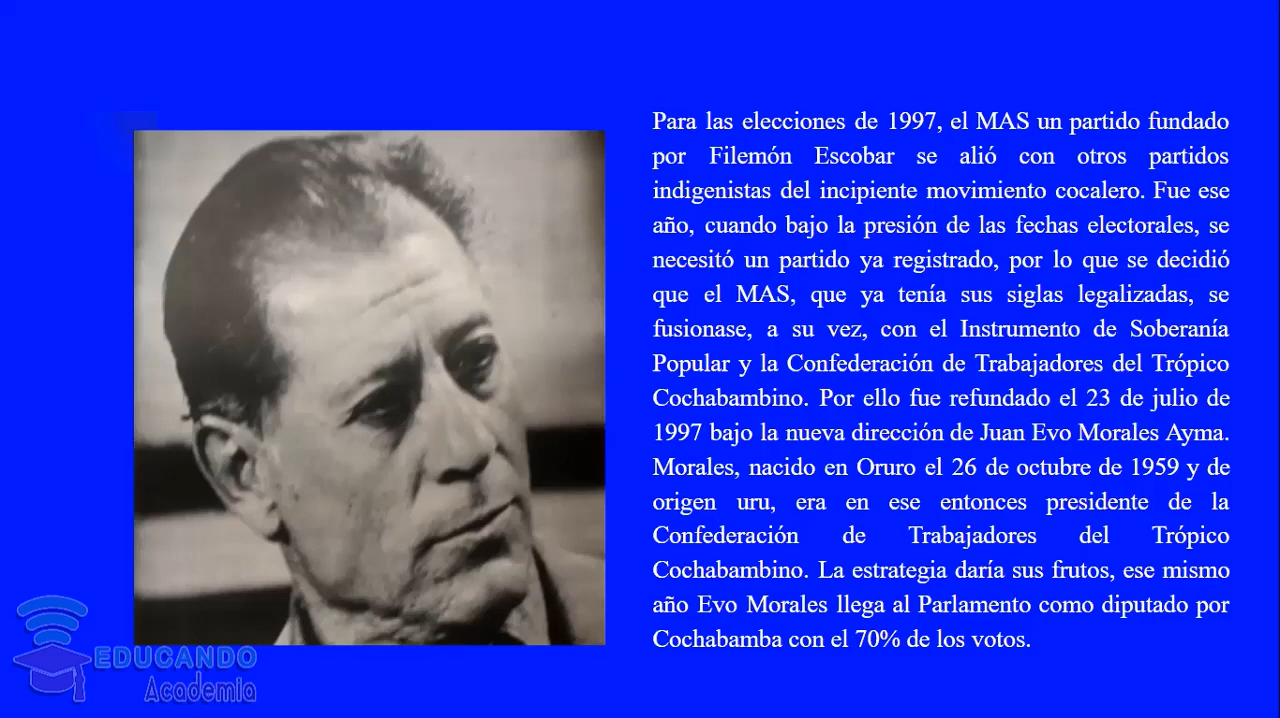 Para las elecciones de 1997, el MAS un partido fundado
por Filemón Escobar se alió con otros partidos
indigenistas del incipiente movimiento cocalero. Fue ese
año, cuando bajo la presión de las fechas electorales, se
necesitó un partido ya registrado, por lo que se decidió
que el MAS, que ya tenía sus siglas legalizadas, se
fusionase, a su vez, con el Instrumento de Soberanía
Popular y la Confederación de Trabajadores del Trópico
Cochabambino. Por ello fue refundado el 23 de julio de
1997 bajo la nueva dirección de Juan Evo Morales Ayma.
Morales, nacido en Oruro el 26 de octubre de 1959 y de
origen uru, era en ese entonces presidente de la
Confederación de Trabajadores del Trópico
Cochabambino. La estrategia daría sus frutos, ese mismo
año Evo Morales llega al Parlamento como diputado por
Cochabamba con el 70% de los votos.
EDUCANDO
Academia